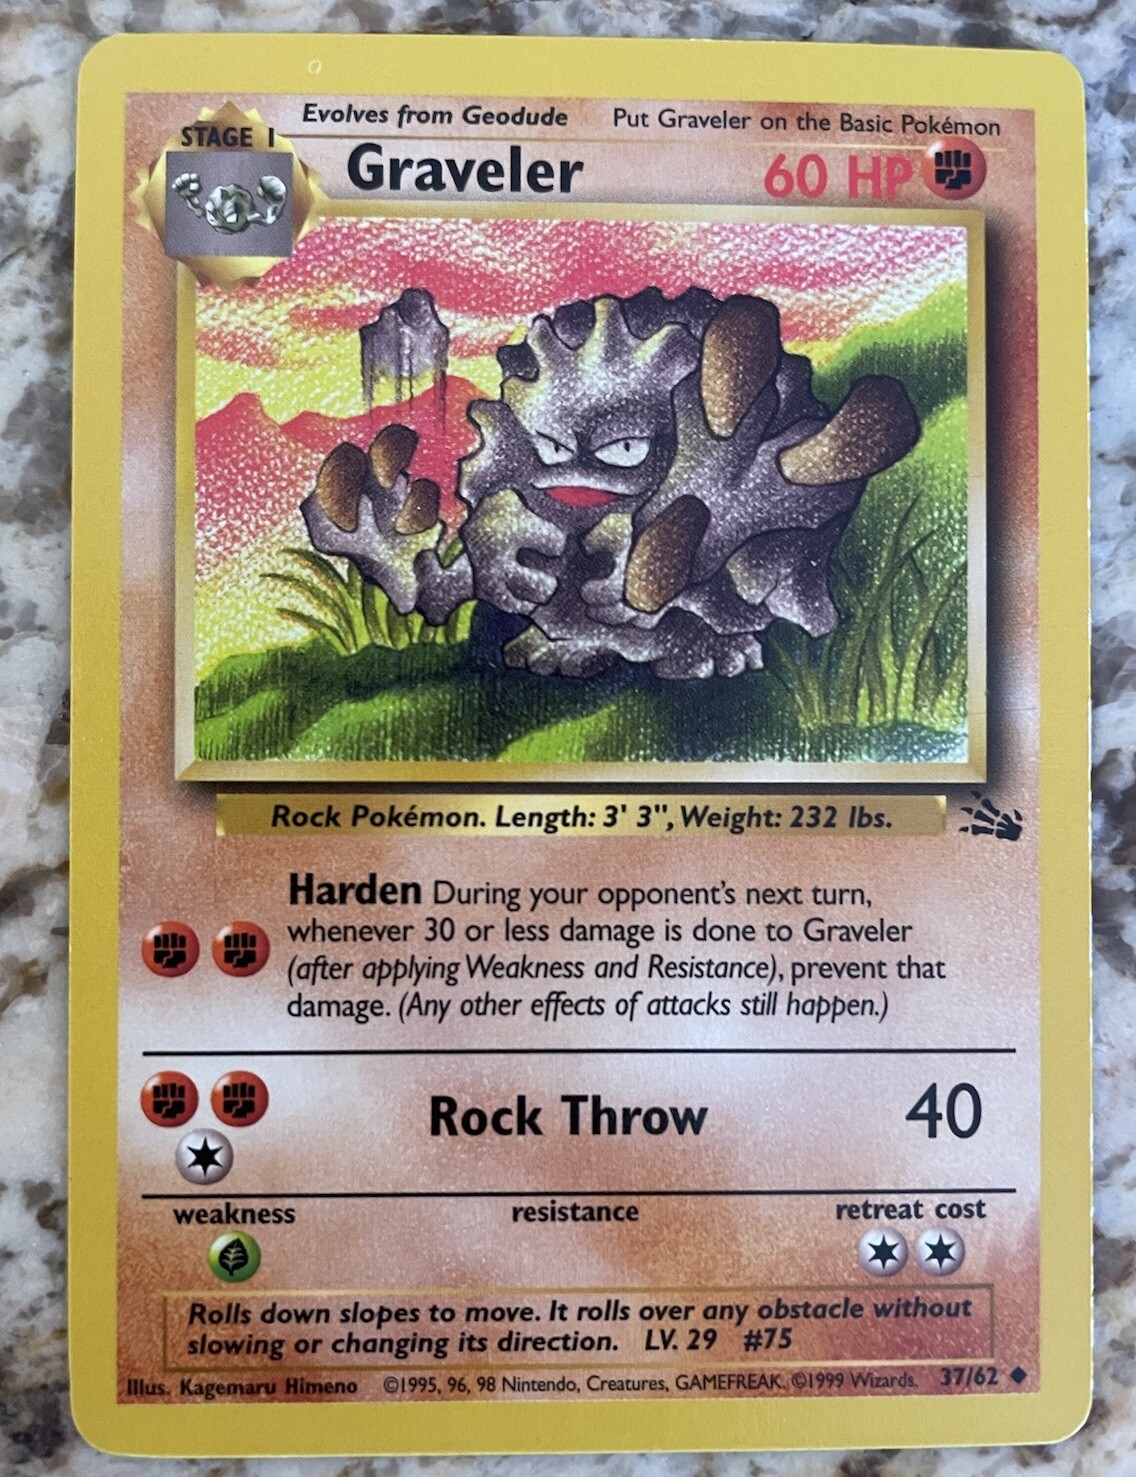 Evolves from Geodude Put Graveler on the Basic Pokémon
STAGE 1
Graveler 60 HP
Rock Pokémon. Length: 3' 3", Weight: 232 lbs.
Harden During your opponent's next turn,
whenever 30 or less damage is done to Graveler
(after applying Weakness and Resistance), prevent that
damage. (Any other effects of attacks still happen.)
Rock Throw 40
weakness resistance retreat cost
Rolls down slopes to move. It rolls over any obstacle without
slowing or changing its direction. LV. 29 #75
Illus. Kagemaru Himeno ©1995, 96, 98 Nintendo, Creatures, GAMEFREAK. ©1999 Wizards. 37/62